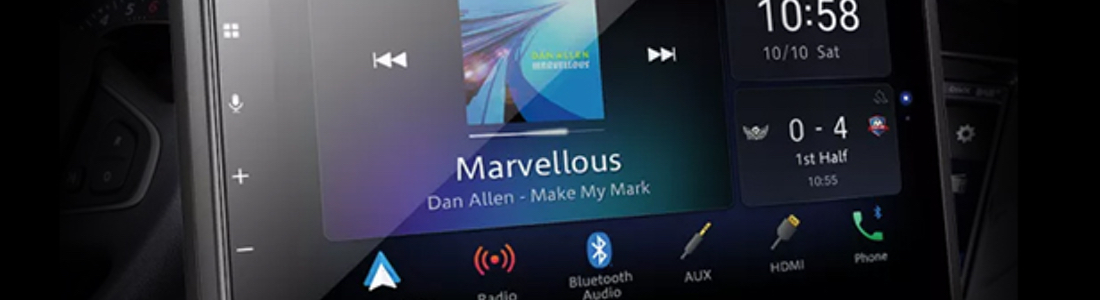 10:58
10/10 Sat
DAN ALLEN
MARVELLOUS
0 - 4
1st Half
10:55
Marvellous
Dan Allen - Make My Mark
Radio
Bluetooth
Audio
AUX
HDMI
Phone